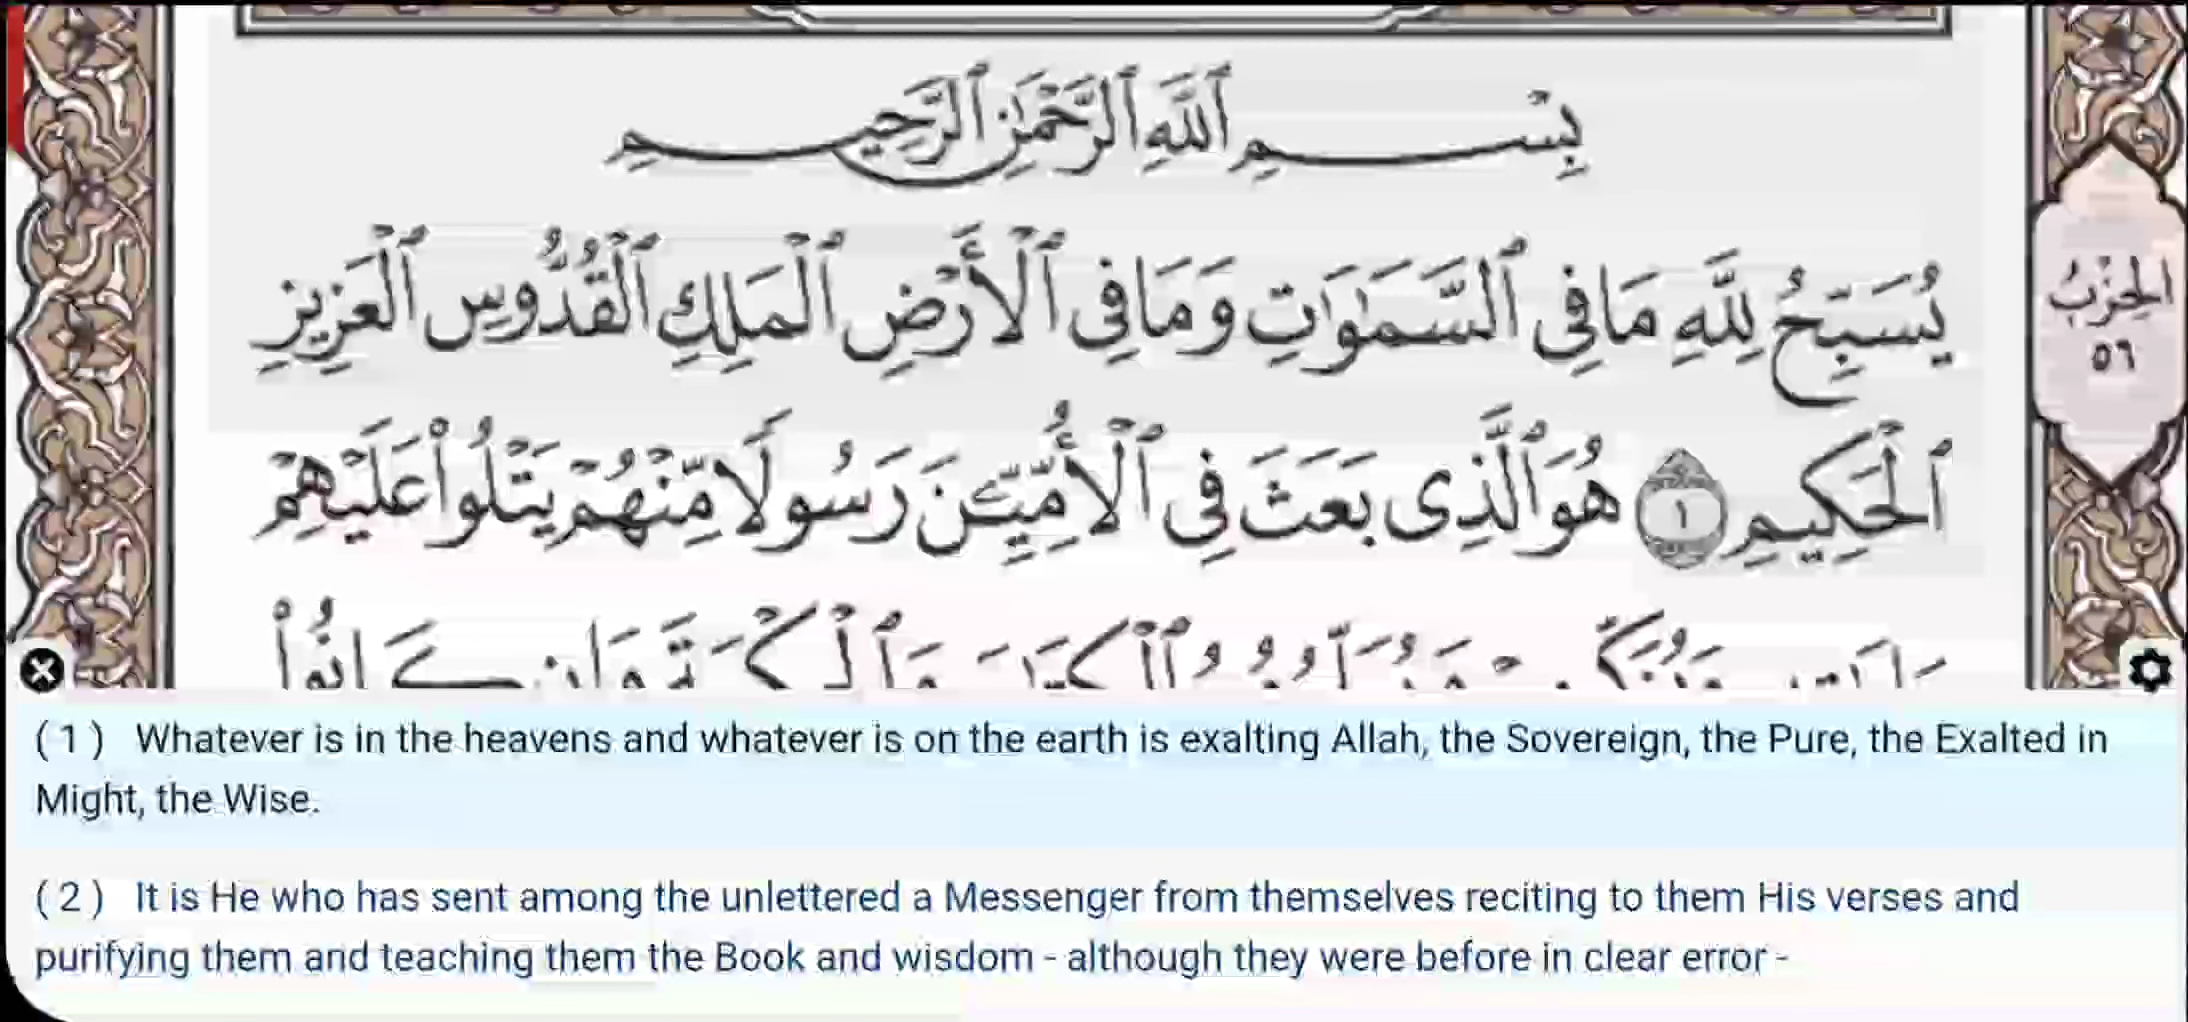 بِسْمِ ٱللَّهِ ٱلرَّحْمَٰنِ ٱلرَّحِيمِ
يُسَبِّحُ لِلَّهِ مَا فِى ٱلسَّمَٰوَٰتِ وَمَا فِى ٱلْأَرْضِ ٱلْمَلِكِ ٱلْقُدُّوسِ ٱلْعَزِيزِ
ٱلْحَكِيمِ ١ هُوَ ٱلَّذِى بَعَثَ فِى ٱلْأُمِّيِّـۧنَ رَسُولًا مِّنْهُمْ يَتْلُوا۟ عَلَيْهِمْ
الحِزْبُ
٥٦
( 1 ) Whatever is in the heavens and whatever is on the earth is exalting Allah, the Sovereign, the Pure, the Exalted in
Might, the Wise.
( 2 ) It is He who has sent among the unlettered a Messenger from themselves reciting to them His verses and
purifying them and teaching them the Book and wisdom - although they were before in clear error -